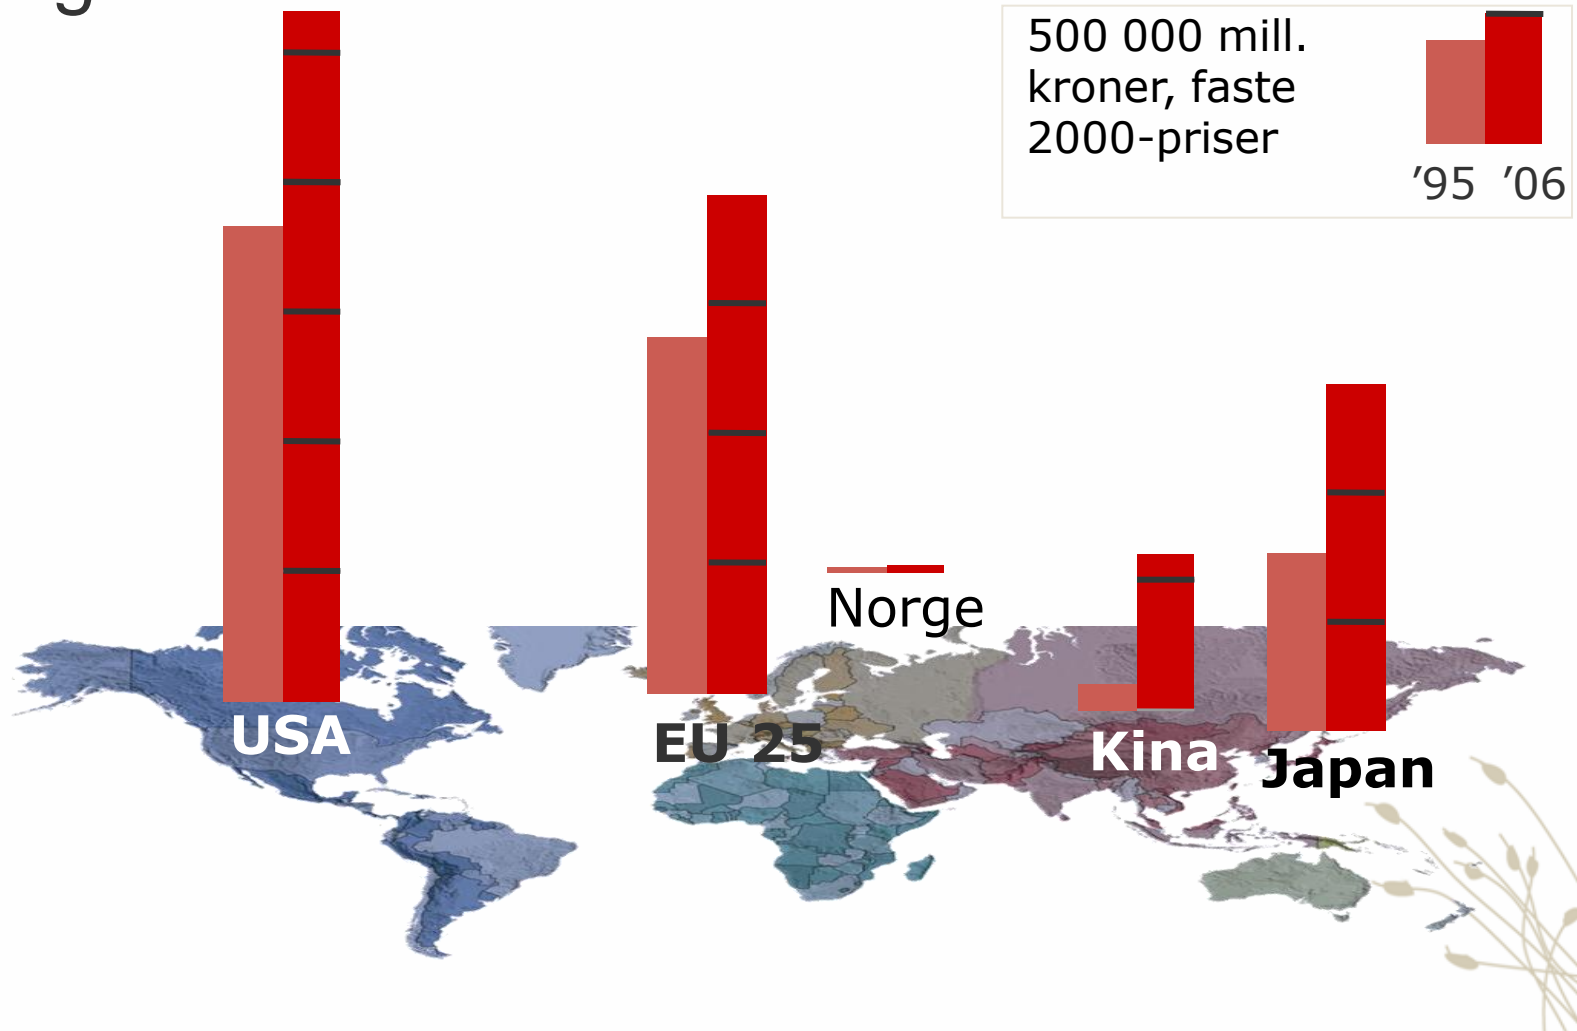 500 000 mill.
kroner, faste
2000-priser
’95 ’06
Norge
USA
EU 25
Kina
Japan